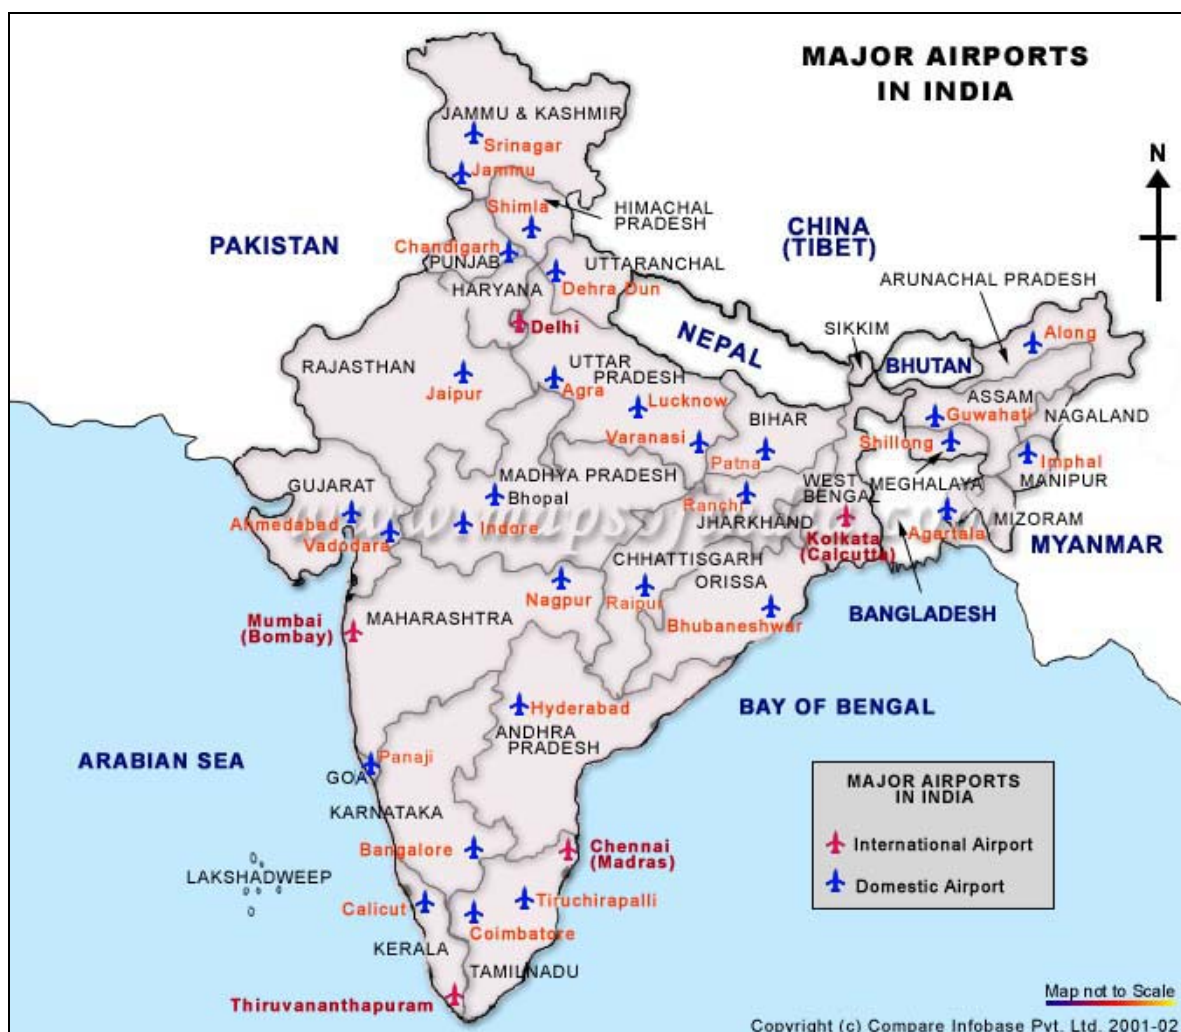 MAJOR AIRPORTS
IN INDIA
N
JAMMU & KASHMIR
Srinagar
Jammu
Shimla
HIMACHAL
PRADESH
PAKISTAN
CHINA
(TIBET)
Chandigarh
PUNJAB
UTTARANCHAL
ARUNACHAL PRADESH
HARYANA
Dehra Dun
Delhi
NEPAL
SIKKIM
Along
BHUTAN
RAJASTHAN
UTTAR
PRADESH
Jaipur
Agra
Lucknow
ASSAM
Guwahati
NAGALAND
BIHAR
Varanasi
Patna
Shillong
Imphal
MADHYA PRADESH
WEST
BENGAL
MEGHALAYA
MANIPUR
GUJARAT
Bhopal
Ranchi
Ahmedabad
Indore
JHARKHAND
MIZORAM
Vadodara
Kolkata
(Calcutta)
Agartala
MYANMAR
CHHATTISGARH
ORISSA
Nagpur
Raipur
BANGLADESH
Mumbai
(Bombay)
MAHARASHTRA
Bhubaneshwar
Hyderabad
BAY OF BENGAL
ANDHRA
PRADESH
ARABIAN SEA
Panaji
GOA
KARNATAKA
MAJOR AIRPORTS
IN INDIA
International Airport
Domestic Airport
Bangalore
Chennai
(Madras)
LAKSHADWEEP
Calicut
Tiruchirapalli
Coimbatore
KERALA
TAMILNADU
Thiruvananthapuram
Map not to Scale
Copyright (c) Compare Infobase Pvt. Ltd. 2001-02